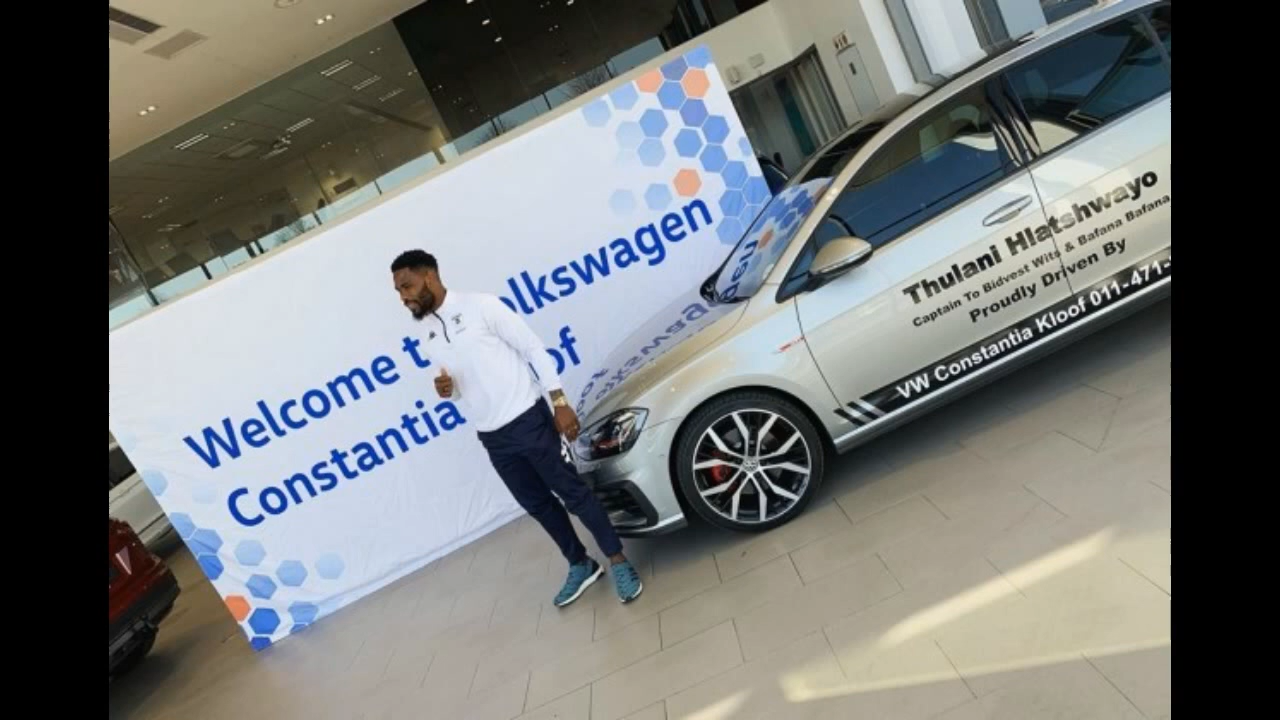 Welcome t olkswagen
Constantia of
Thulani Hlatshwayo
Captain To Bidvest Wits & Bafana Bafana
Proudly Driven By
VW Constantia Kloof 011-471-